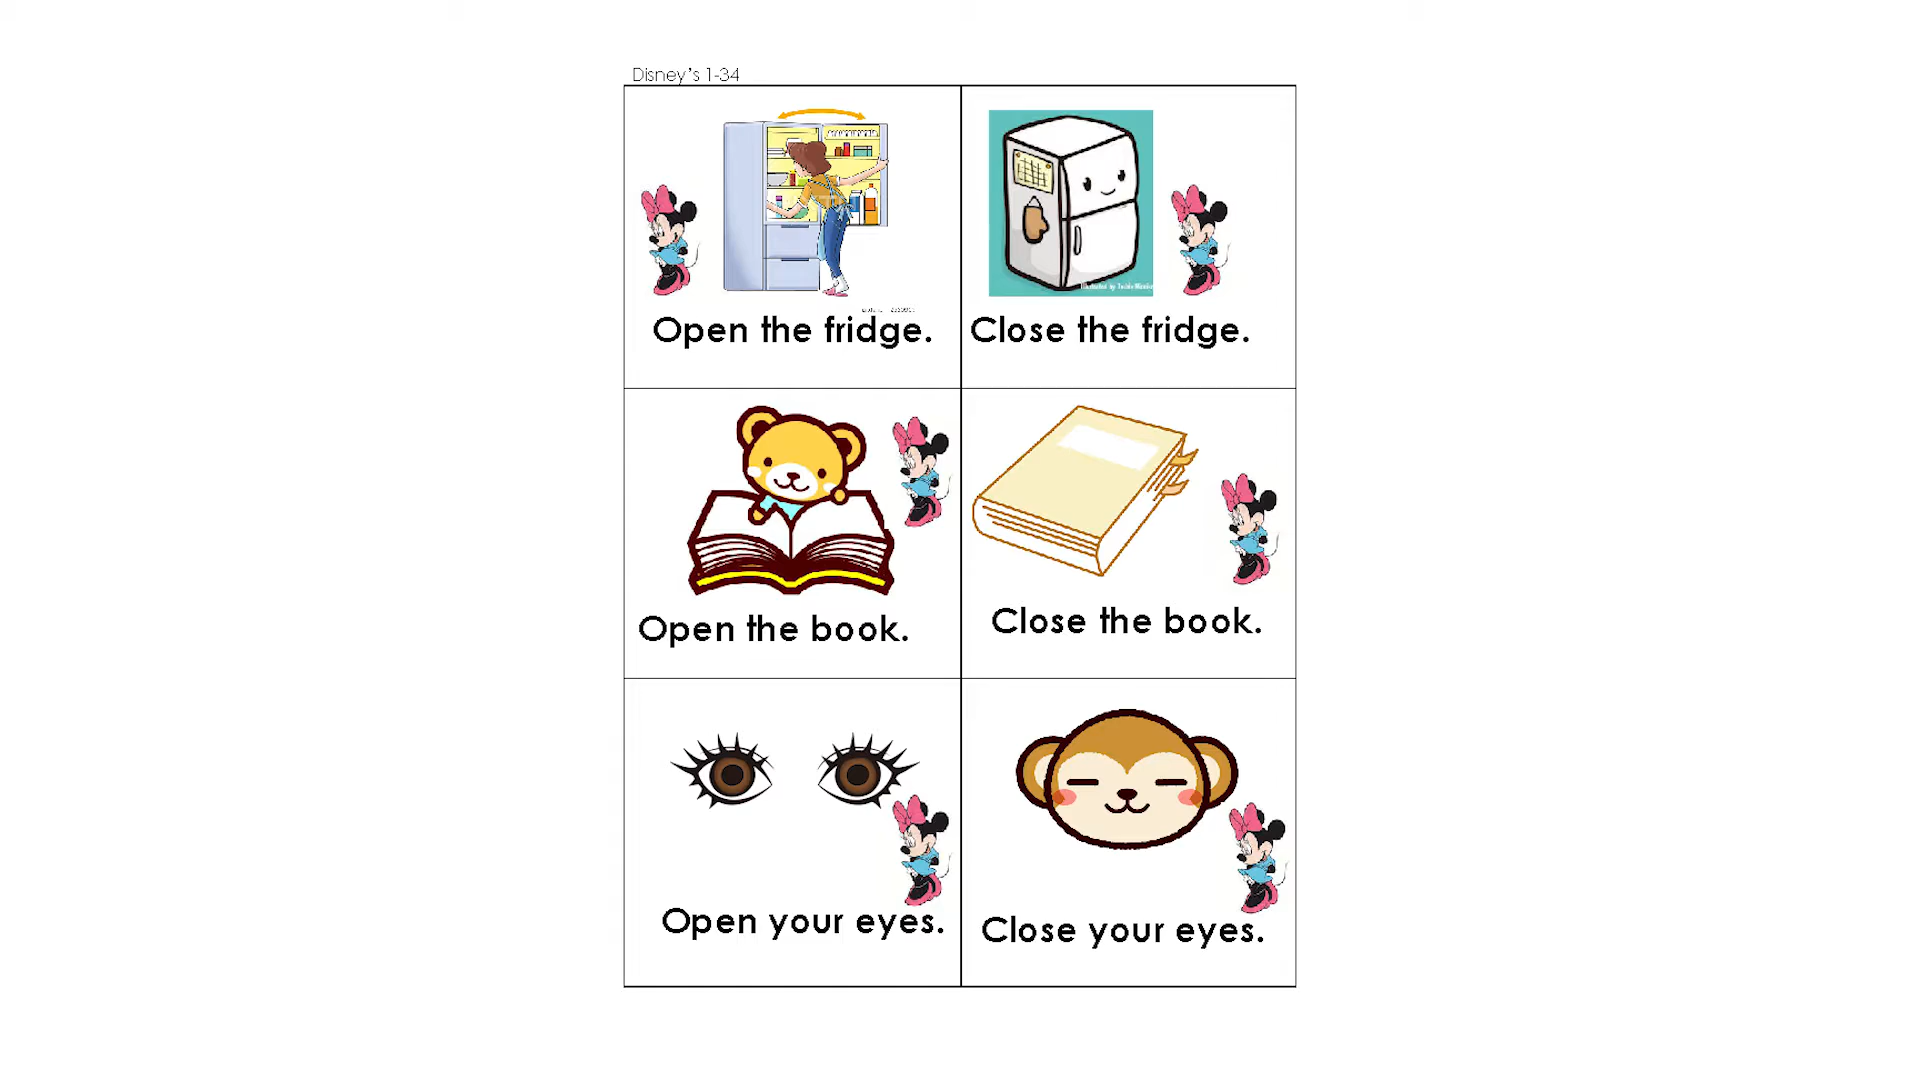 Disney's 1-34
Open the fridge.
Close the fridge.
Open the book.
Close the book.
Open your eyes.
Close your eyes.